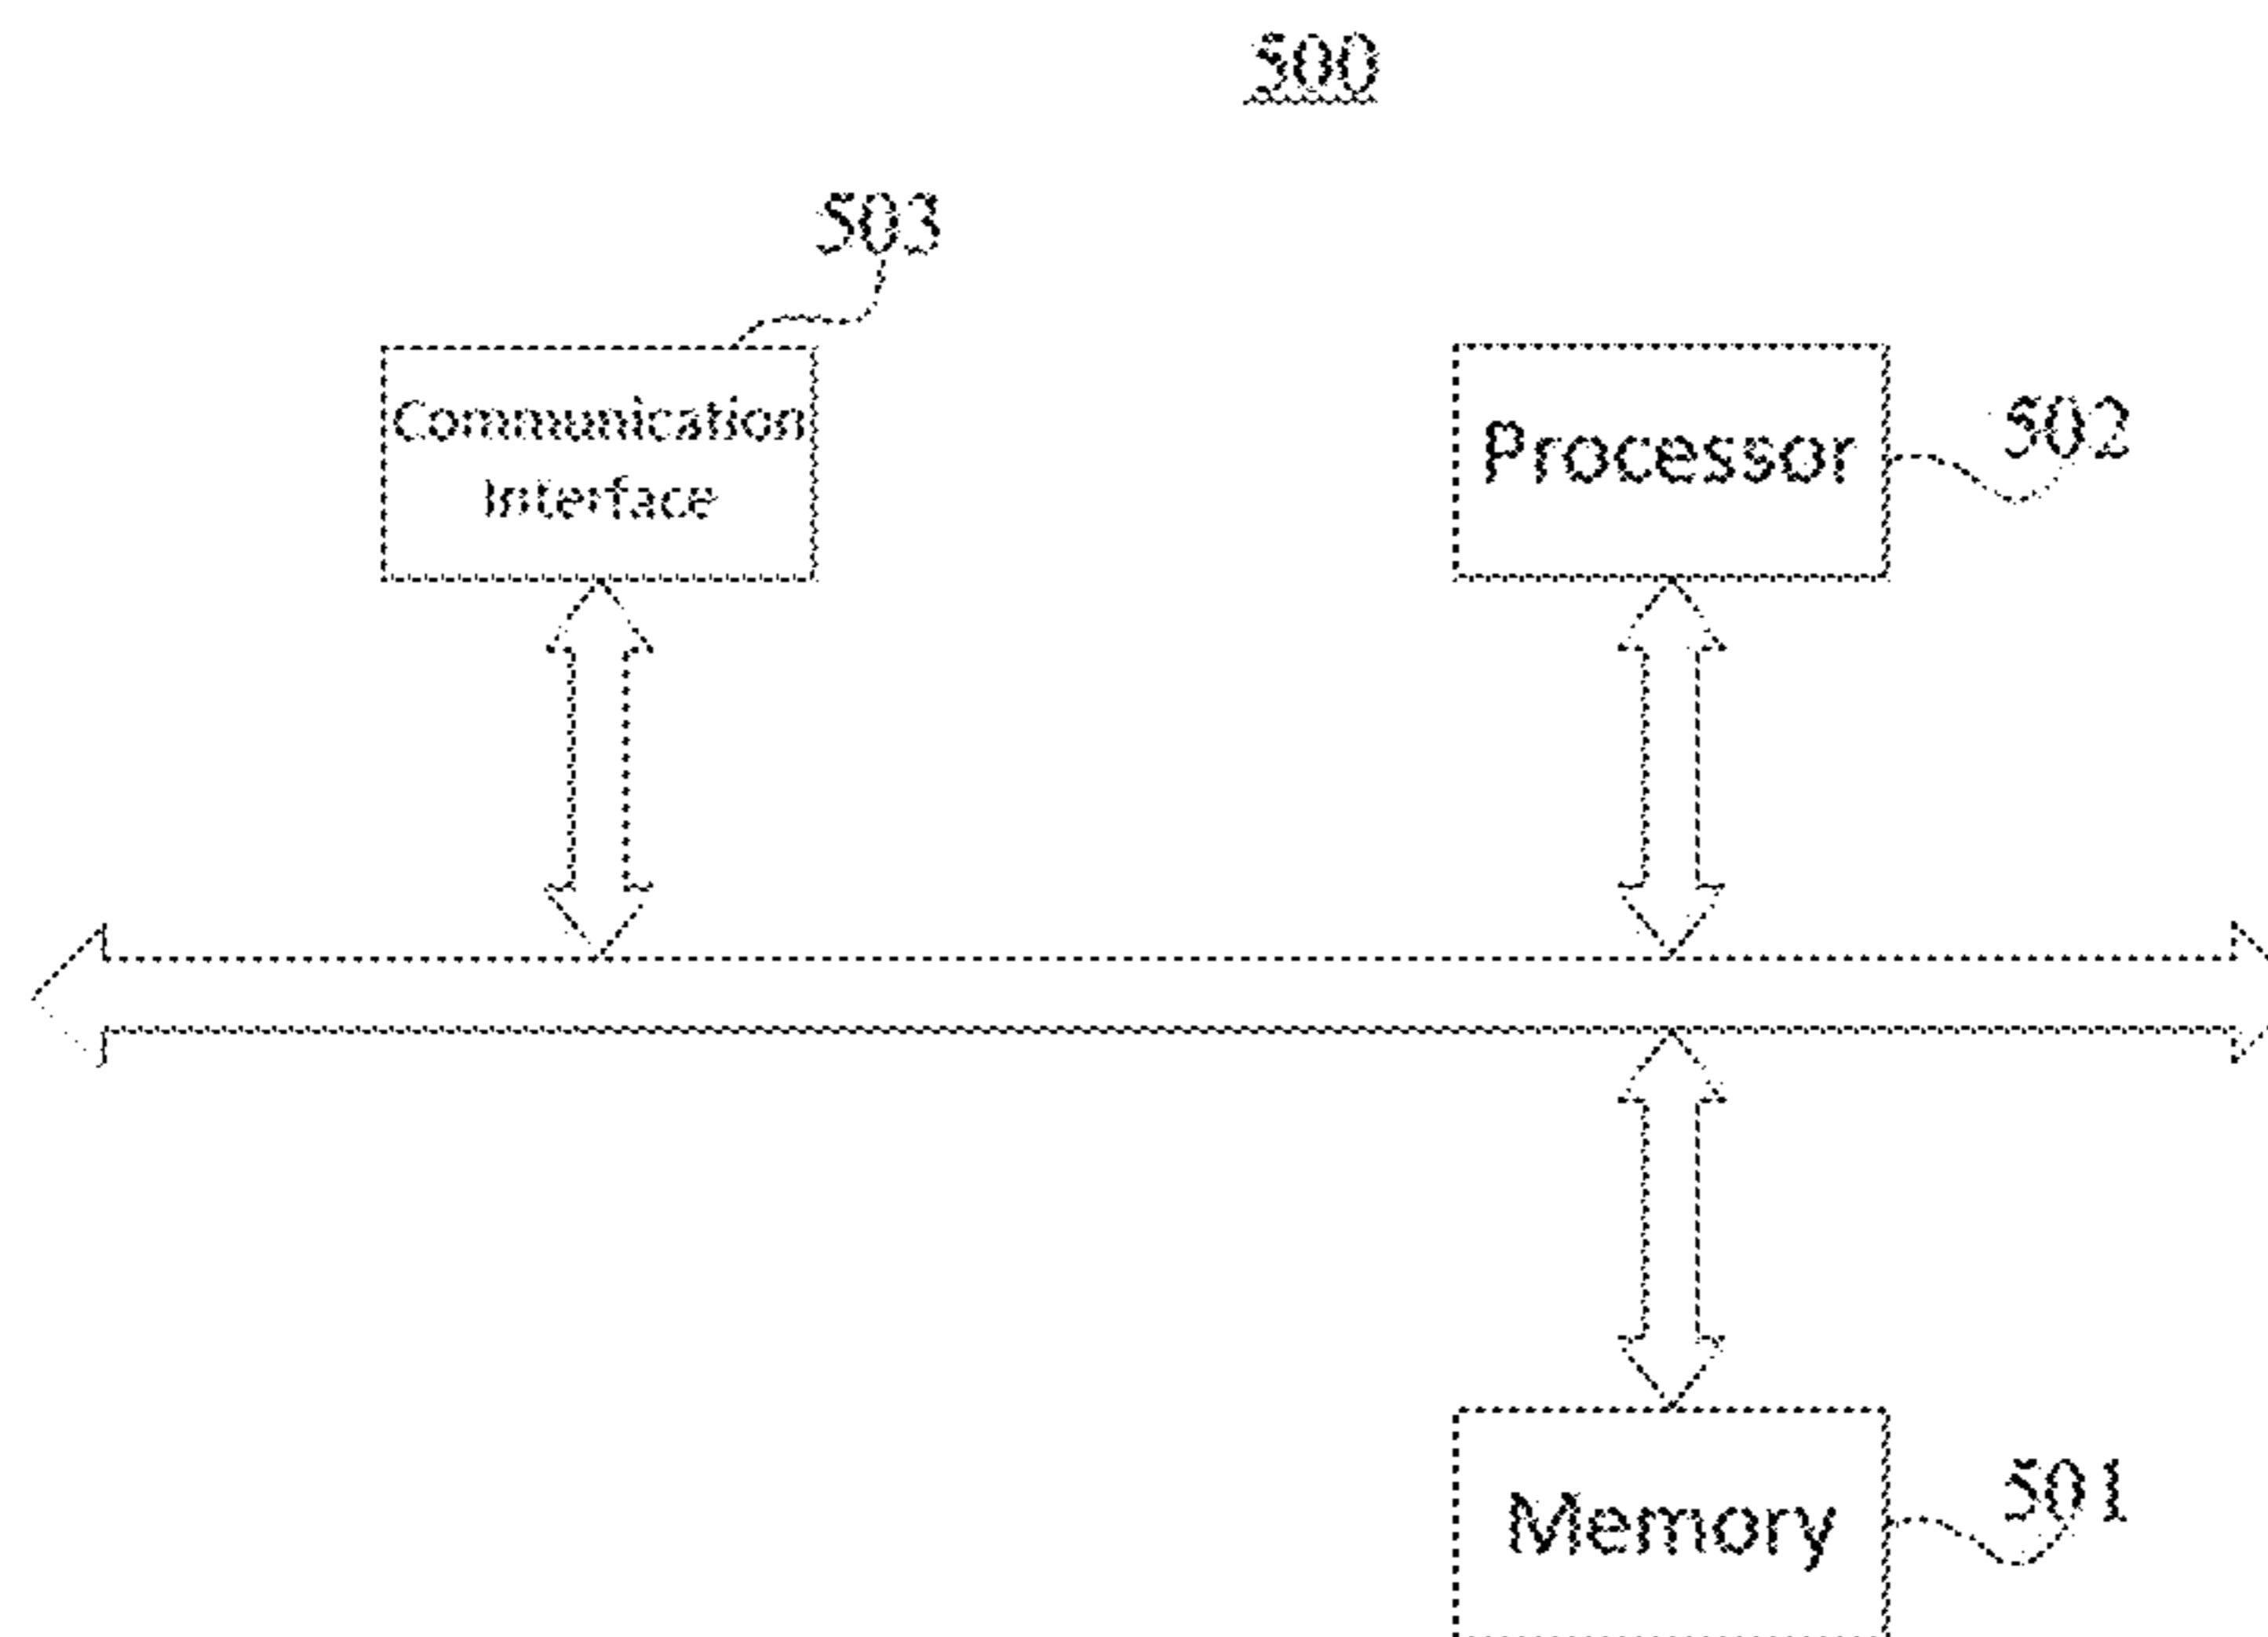 500
503
Communication
Interface
Processor
502
Memory
501